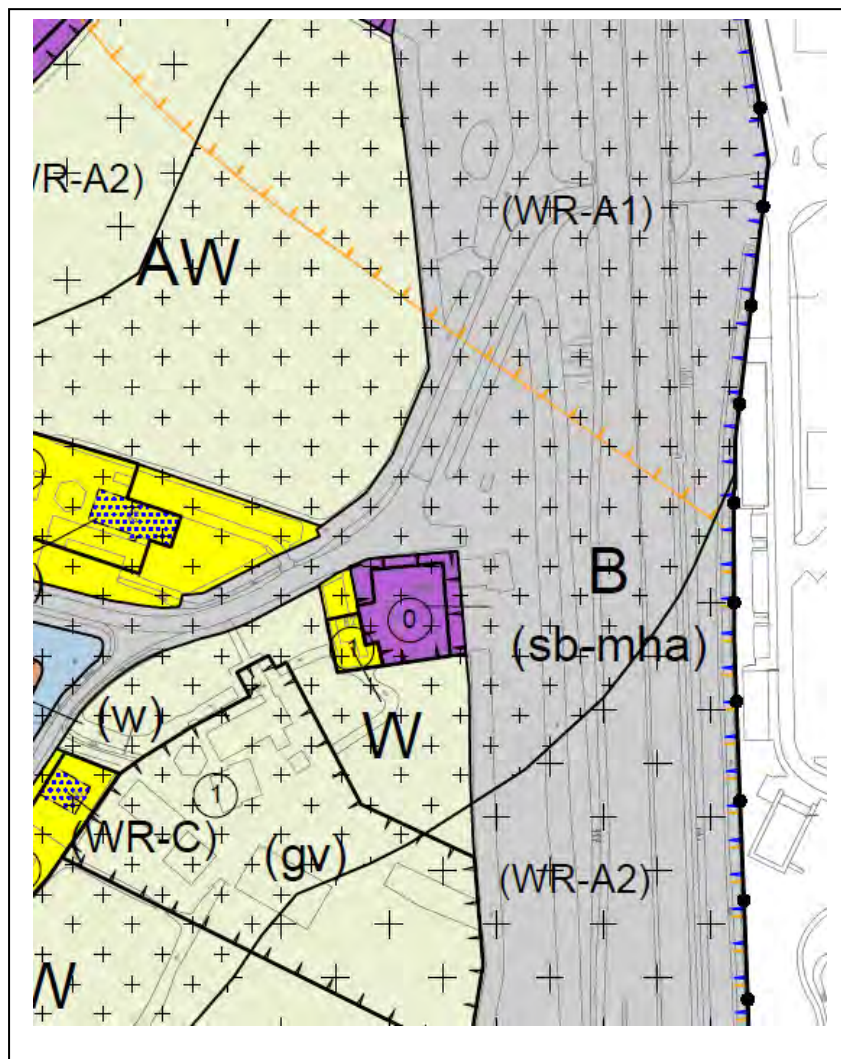 WR-A2)
(WR-A1)
AW
B
0
(sb-mha)
1
(w)
W
1
(WR-C)
(gv)
(WR-A2)
W